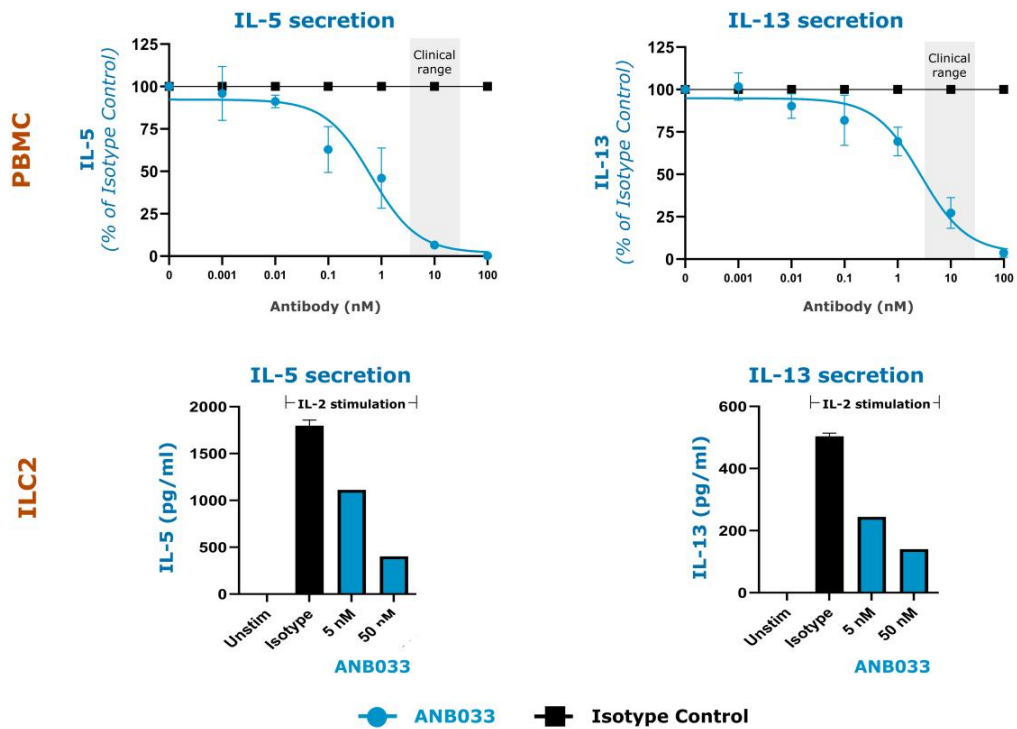 IL-5 secretion
IL-13 secretion
PBMC
IL-5
(% of Isotype Control)
125
100
75
50
25
0
Clinical
range
0
0.001
0.01
0.1
1
10
100
Antibody (nM)
IL-13
(% of Isotype Control)
125
100
75
50
25
0
Clinical
range
0
0.001
0.01
0.1
1
10
100
Antibody (nM)
ILC2
IL-5 secretion
IL-2 stimulation
IL-5 (pg/ml)
2000
1500
1000
500
0
Unstim
Isotype
5 nM
50 nM
ANB033
IL-13 secretion
IL-2 stimulation
IL-13 (pg/ml)
600
400
200
0
Unstim
Isotype
5 nM
50 nM
ANB033
ANB033
Isotype Control